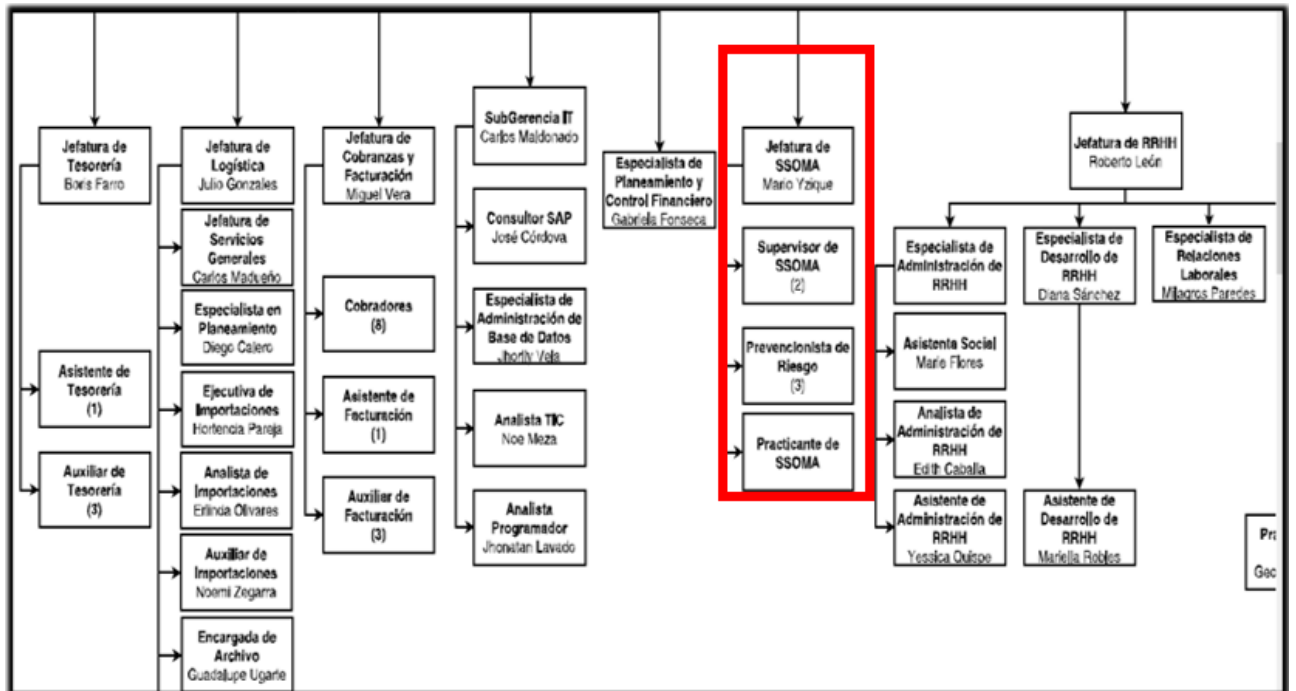 Jefatura de
Tesorería
Boris Farro
Asistente de
Tesorería
(1)
Auxiliar de
Tesorería
(3)
Jefatura de
Logística
Julio Gonzales
Jefatura de
Servicios
Generales
Carlos Madueño
Especialista en
Planeamiento
Diego Calero
Ejecutiva de
Importaciones
Hortencia Pareja
Analista de
Importaciones
Erlinda Olivares
Auxiliar de
Importaciones
Noemí Zegarra
Encargada de
Archivo
Guadalupe Ugarte
Jefatura de
Cobranzas y
Facturación
Miguel Vera
Cobradores
(8)
Asistente de
Facturación
(1)
Auxilier de
Facturación
(3)
SubGerencia IT
Carlos Maldonado
Consultor SAP
José Córdova
Especialista de
Administración de
Base de Datos
Vela
Analista TIC
Noe Meza
Analista
Programador
Jhonatan Lavado
Especialista de
Planeamiento y
Control Financiero
Gabriela Fonseca
Jefatura de
SSOMA
Mario Yzique
Supervisor de
SSOMA
(2)
Prevencionista de
Riesgo
(3)
Practicante de
SSOMA
Jefatura de RRHH
Roberto León
Especialista de
Administración de
RRHH
Asistenta Social
Flores
Analista de
Administración de
RRHH
Edith Caballa
Asistente de
Administración de
RRHH
Yessica Quispe
Especialista de
Desarrollo de
RRHH
Diana Sánchez
Asistente de
Desarrollo de
RRHH
Mariella Robles
Especialista de
Relaciones
Laborales
Milagros Paredes
Pra
Geo